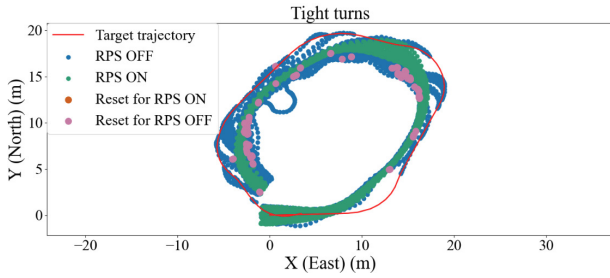 Tight turns
Target trajectory
RPS OFF
RPS ON
Reset for RPS ON
Reset for RPS OFF
Y (North) (m)
20
15
10
5
0
-20
-10
0
10
20
30
X (East) (m)